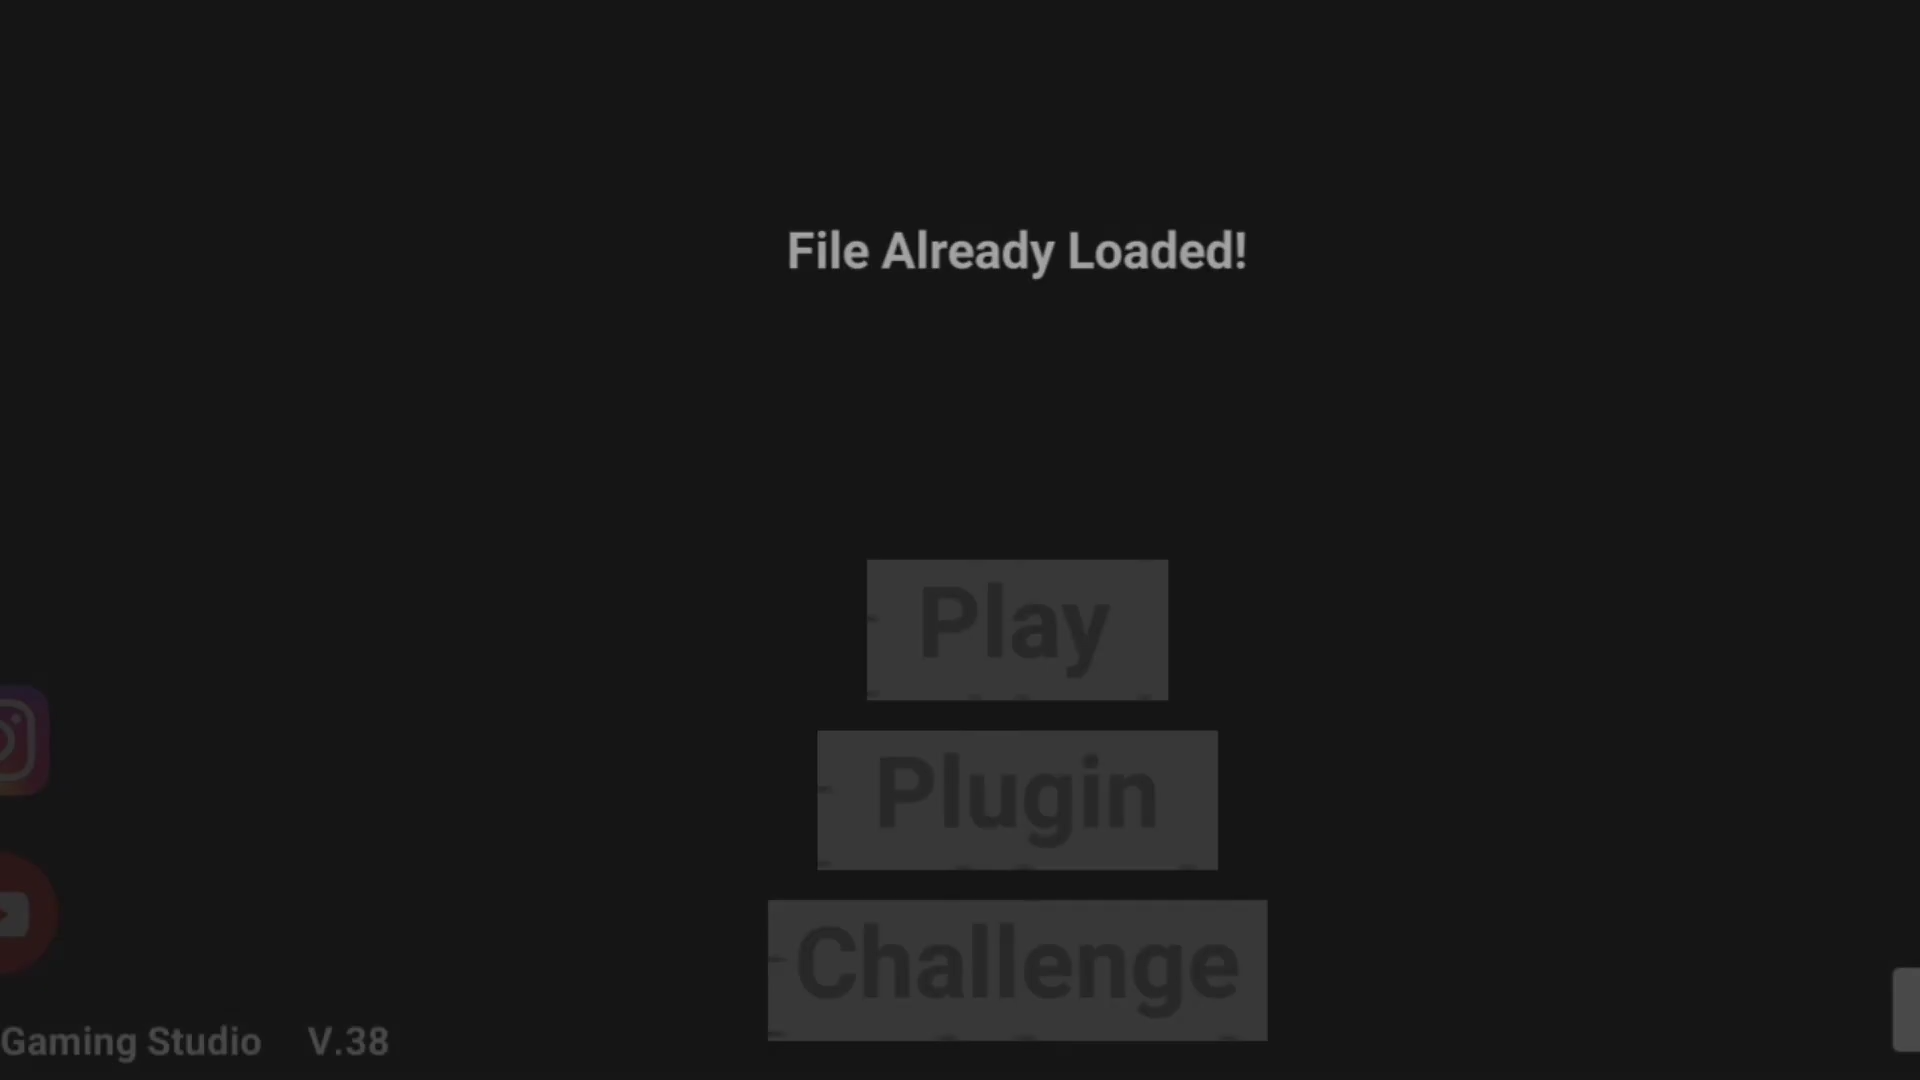 File Already Loaded!
Play
Plugin
Challenge
Gaming Studio V.38